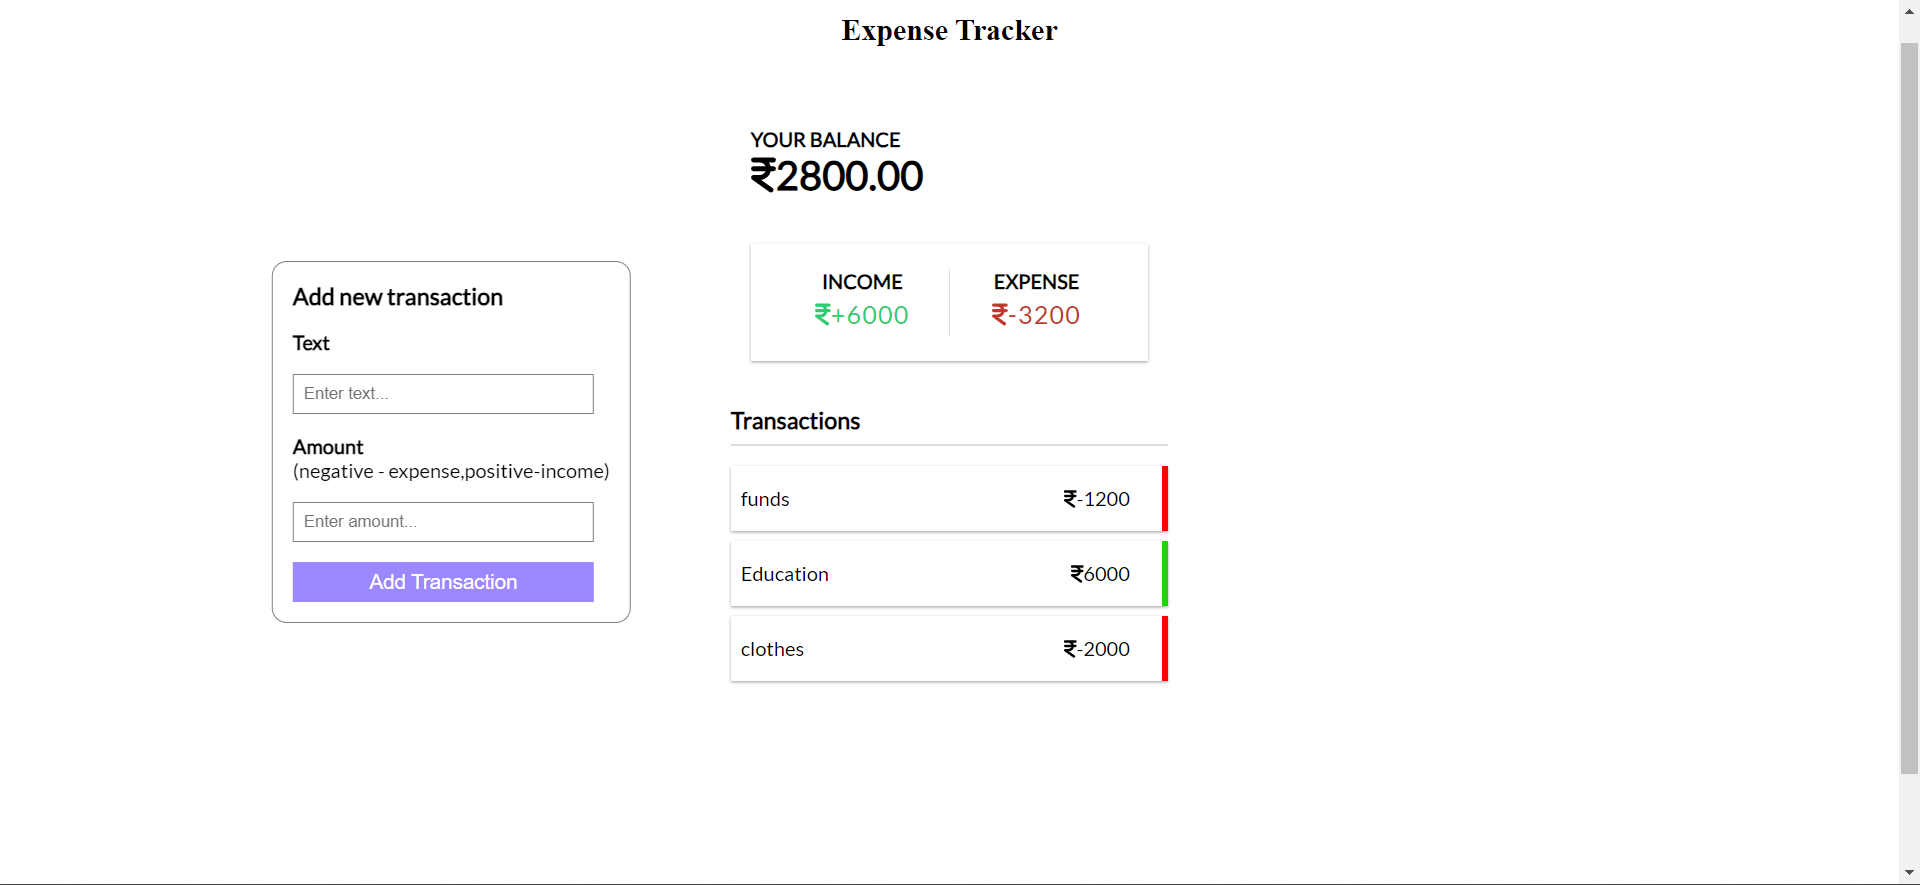 Expense Tracker
YOUR BALANCE
₹2800.00
INCOME
₹+6000
EXPENSE
₹-3200
Add new transaction
Text
Enter text...
Amount
(negative - expense,positive-income)
Enter amount...
Add Transaction
Transactions
funds ₹-1200
Education ₹6000
clothes ₹-2000